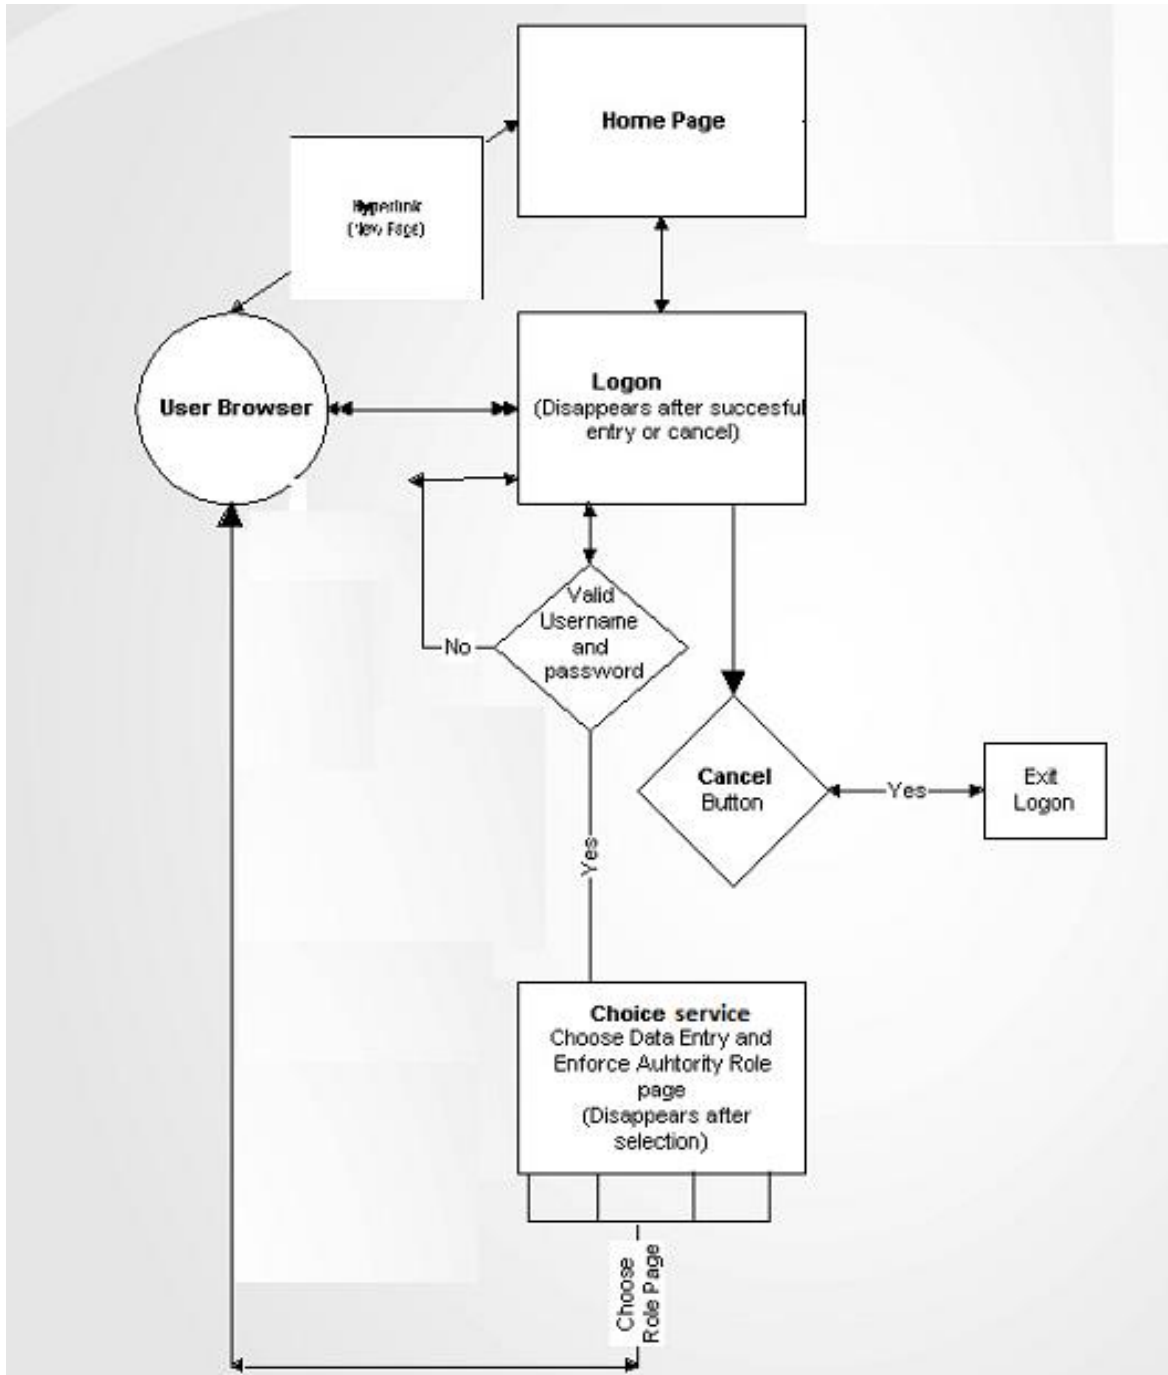 Home Page
Hyperlink
(New Page)
User Browser
Logon
(Disappears after succesful
entry or cancel)
Valid
Username
and
password
No
Cancel
Button
Yes
Exit
Logon
Yes
Choice service
Choose Data Entry and
Enforce Auhtority Role
page
(Disappears after
selection)
Choose
Role Page